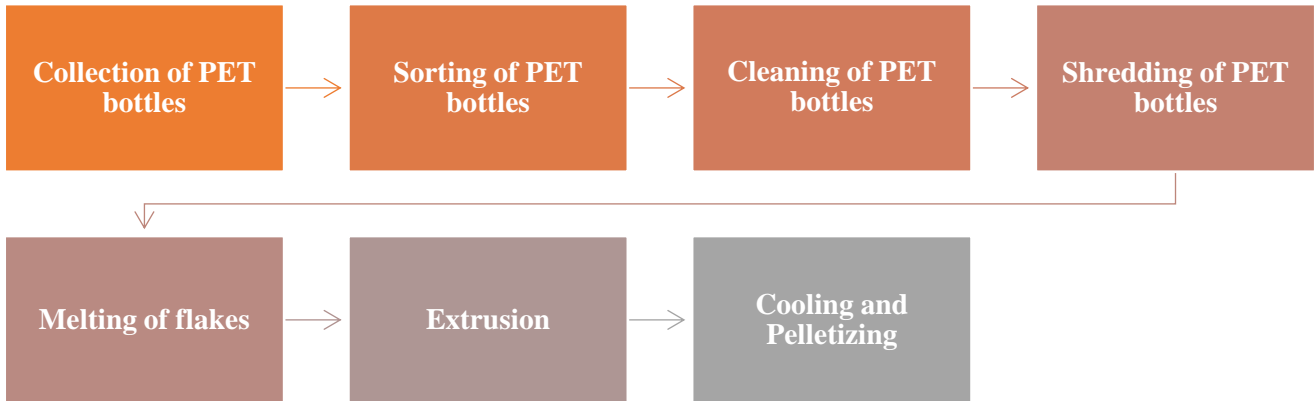 Collection of PET
bottles
Sorting of PET
bottles
Cleaning of PET
bottles
Shredding of PET
bottles
Melting of flakes
Extrusion
Cooling and
Pelletizing